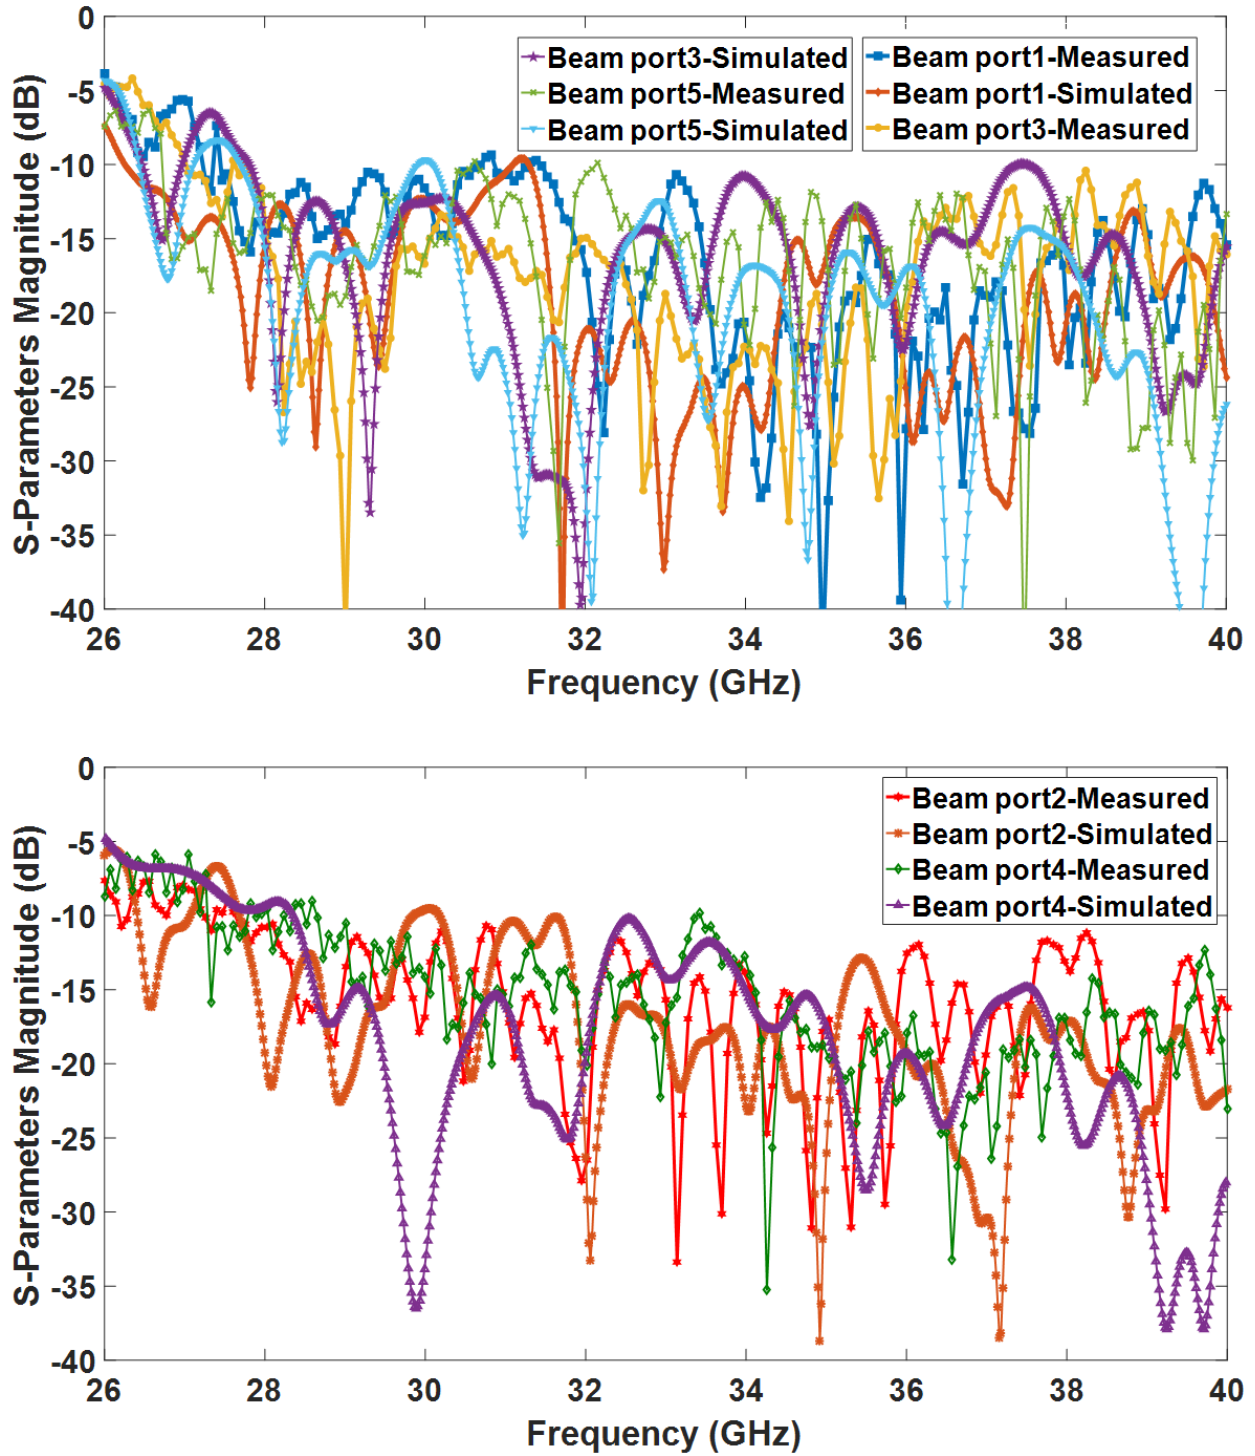 0
-5
-10
-15
-20
-25
-30
-35
-40
S-Parameters Magnitude (dB)
Beam port3-Simulated
Beam port5-Measured
Beam port5-Simulated
Beam port1-Measured
Beam port1-Simulated
Beam port3-Measured
26 28 30 32 34 36 38 40
Frequency (GHz)
0
-5
-10
-15
-20
-25
-30
-35
-40
S-Parameters Magnitude (dB)
Beam port2-Measured
Beam port2-Simulated
Beam port4-Measured
Beam port4-Simulated
26 28 30 32 34 36 38 40
Frequency (GHz)